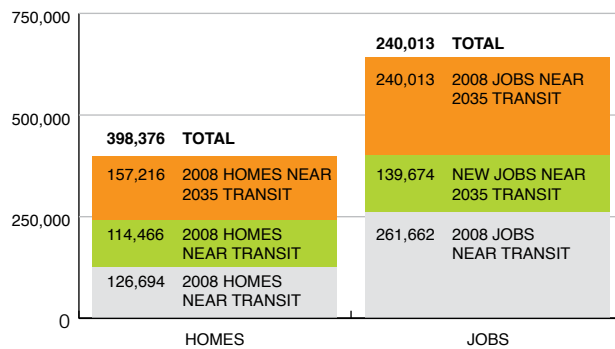 750,000
500,000
250,000
0
398,376 TOTAL
157,216 2008 HOMES NEAR
2035 TRANSIT
114,466 2008 HOMES
NEAR TRANSIT
126,694 2008 HOMES
NEAR TRANSIT
HOMES
240,013 TOTAL
240,013 2008 JOBS NEAR
2035 TRANSIT
139,674 NEW JOBS NEAR
2035 TRANSIT
261,662 2008 JOBS
NEAR TRANSIT
JOBS